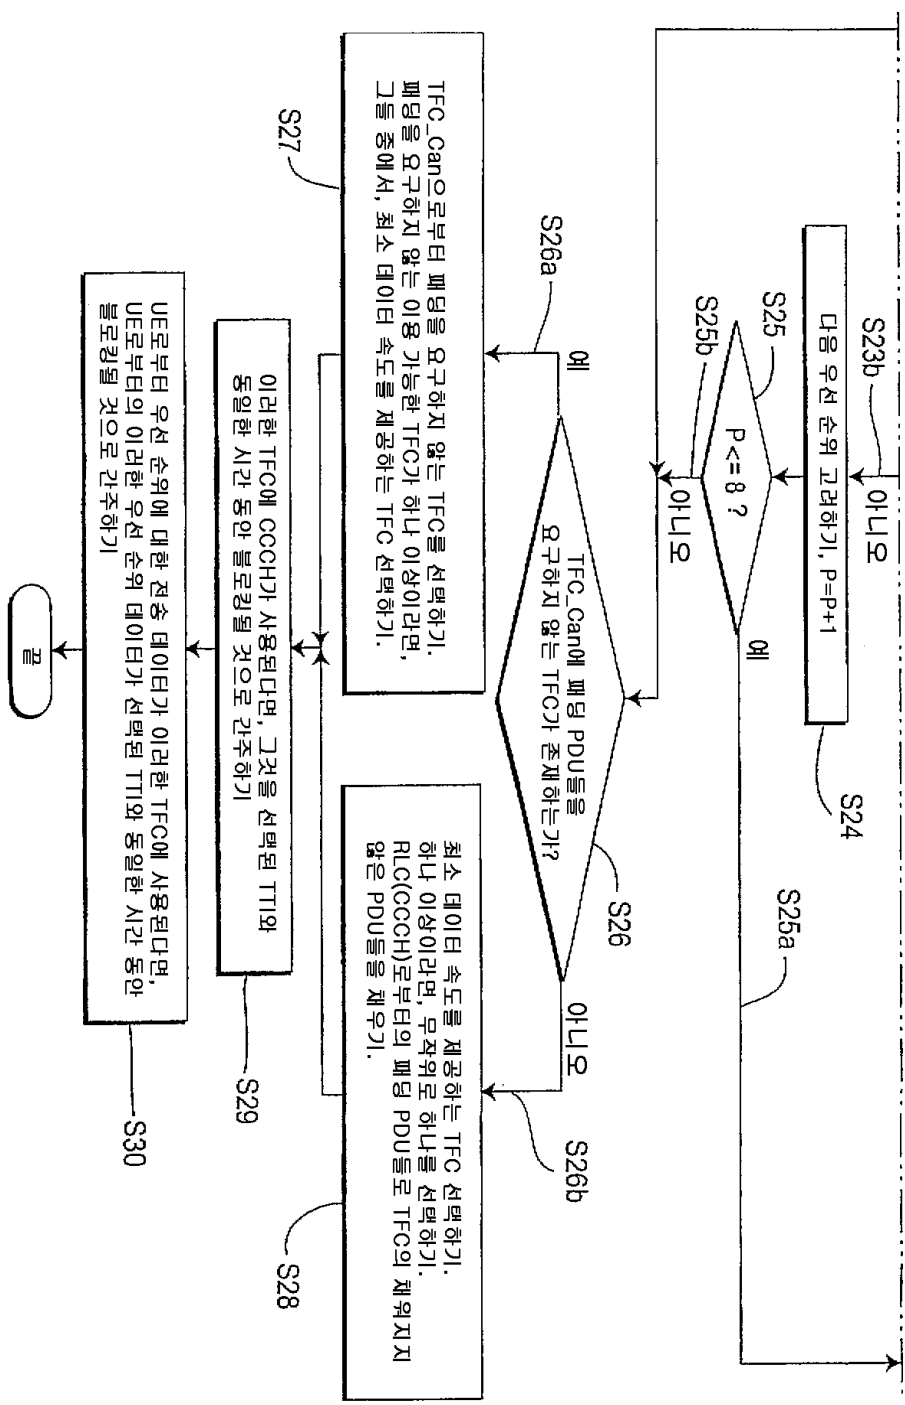 S23b
아니오
다음 우선 순위 고려하기, P=P+1
S24
S25
P<=8 ?
예
S25a
S25b
아니오
TFC_Can에 패딩 PDU들을
요구하지 않는 TFC가 존재하는가?
S26
S26a
예
아니오
S26b
TFC_Can으로부터 패딩을 요구하지 않는 TFC를 선택하기.
패딩을 요구하지 않는 이용 가능한 TFC가 하나 이상이라면,
그들 중에서, 최소 데이터 속도를 제공하는 TFC 선택하기.
S27
최소 데이터 속도를 제공하는 TFC 선택하기.
하나 이상이라면, 무작위로 하나를 선택하기.
RLC(CCCH)로부터의 패딩 PDU들로 TFC의 채워지지
않은 PDU들을 채우기.
S28
이러한 TFC에 CCCH가 사용된다면, 그것을 선택된 TTI와
동일한 시간 동안 블로킹될 것으로 간주하기
S29
UE로부터 우선 순위에 대한 전송 데이터가 이러한 TFC에 사용된다면,
UE로부터의 이러한 우선 순위 데이터가 선택된 TTI와 동일한 시간 동안
블로킹될 것으로 간주하기
S30
끝